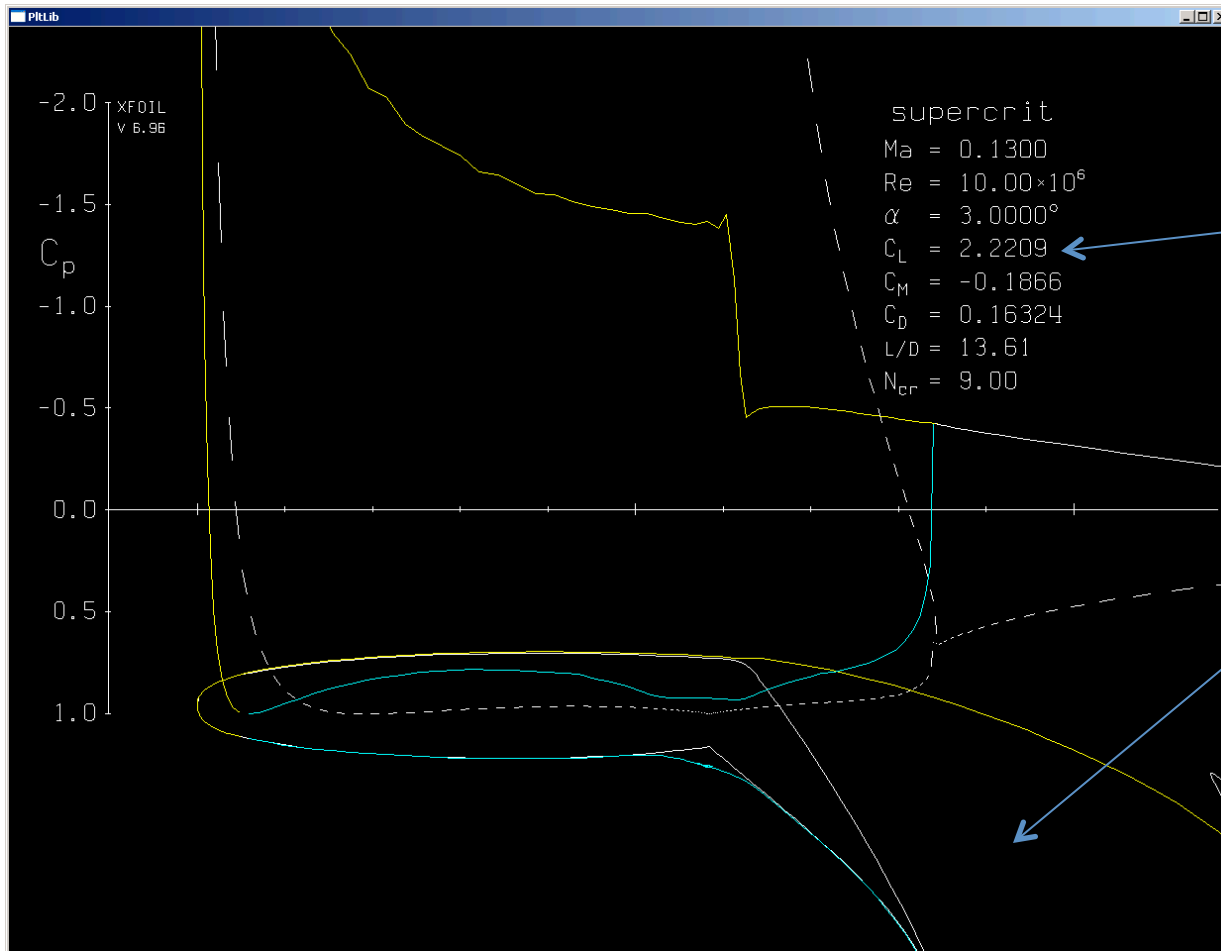 PltLib
-2.0
XFOIL
V 6.96
-1.5
Cp
-1.0
-0.5
0.0
0.5
1.0
supercrit
Ma = 0.1300
Re = 10.00×10⁶
α = 3.0000°
CL = 2.2209
CM = -0.1866
CD = 0.16324
L/D = 13.61
Ncr = 9.00